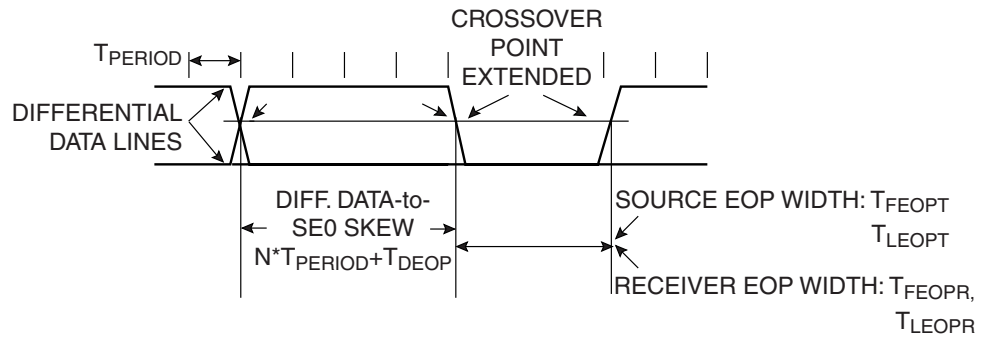 CROSSOVER
POINT
EXTENDED
TPERIOD
DIFFERENTIAL
DATA LINES
DIFF. DATA-to-
SE0 SKEW
N*TPERIOD+TDEOP
SOURCE EOP WIDTH: TFEOPT
TLEOPT
RECEIVER EOP WIDTH: TFEOPR,
TLEOPR